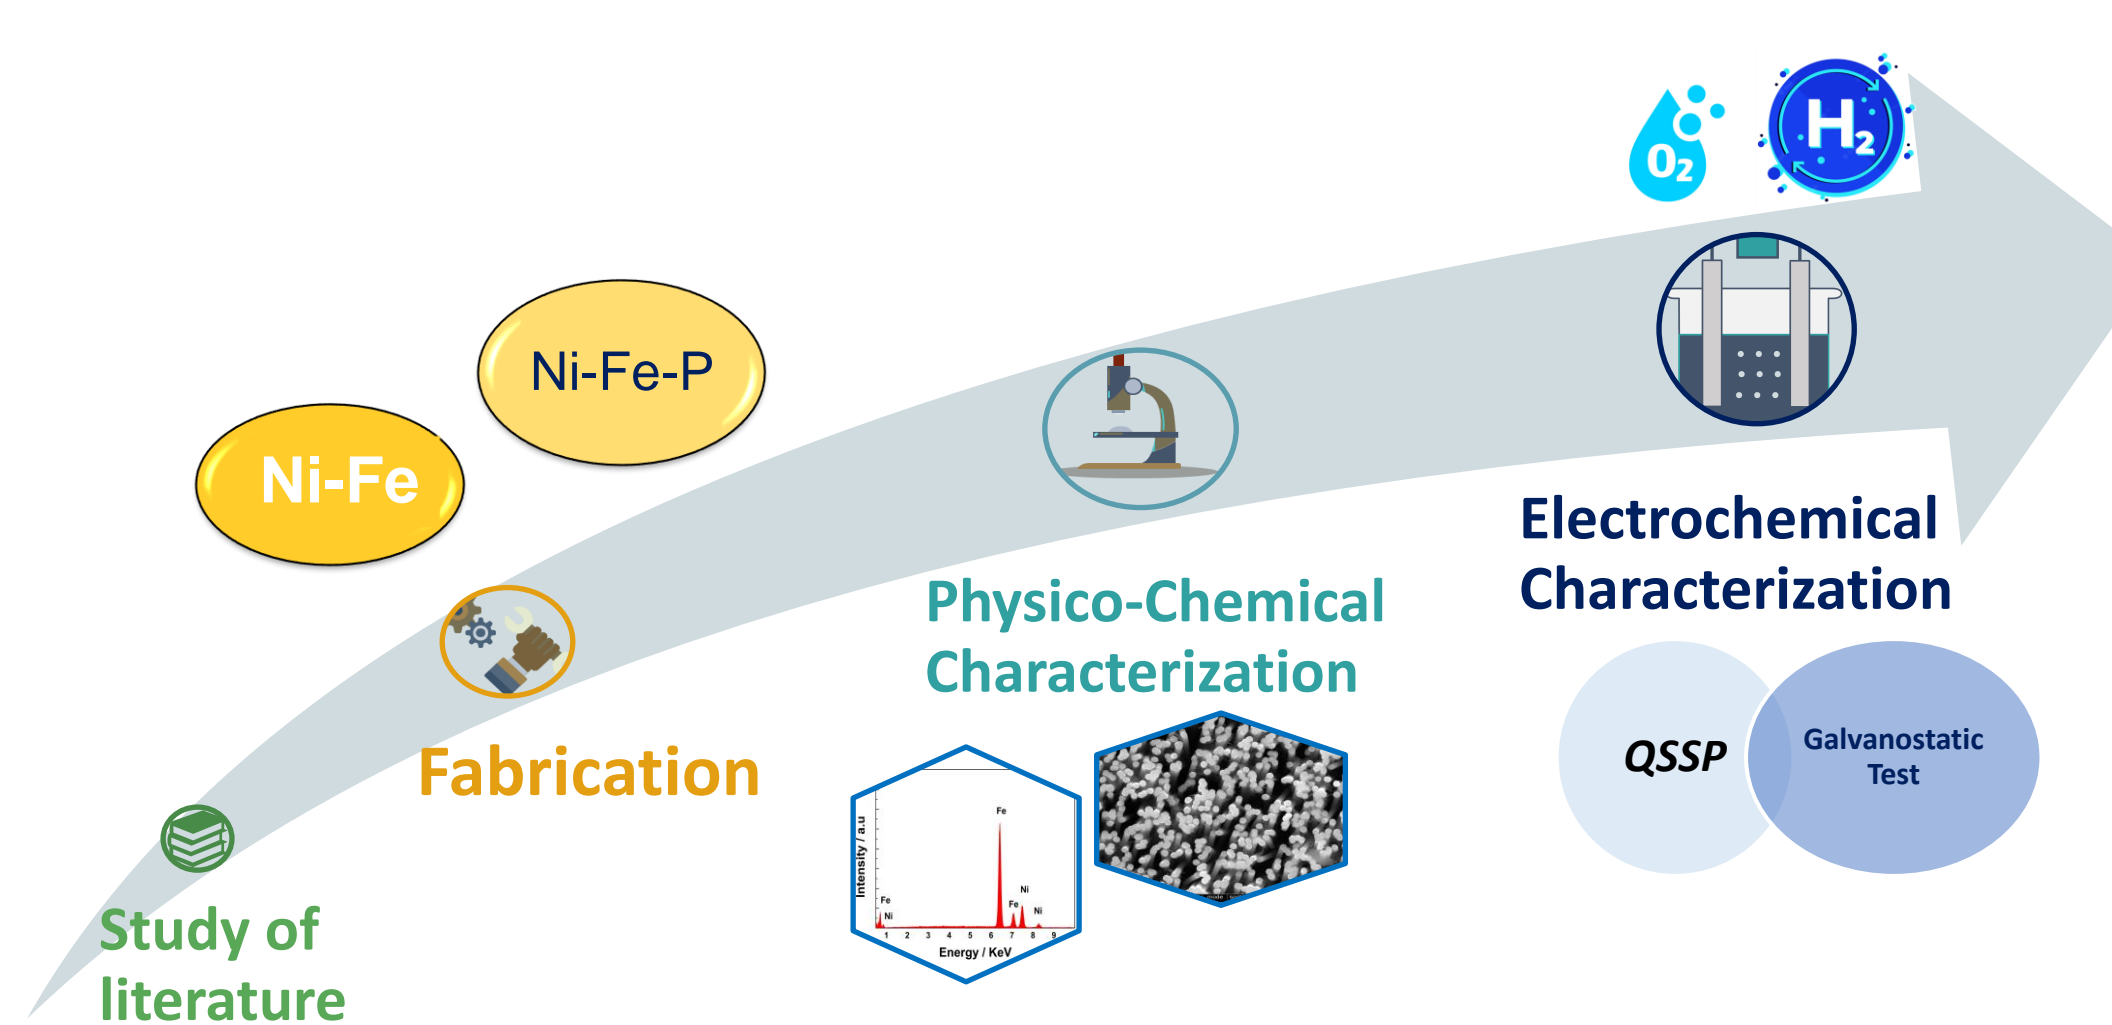 O2
H2
Ni-Fe-P
Ni-Fe
Electrochemical
Characterization
Physico-Chemical
Characterization
QSSP
Galvanostatic
Test
Fabrication
Intensity / a.u
Fe
Ni
Fe
Fe
Ni
Ni
1 2 3 4 5 6 7 8 9
Energy / KeV
Study of
literature